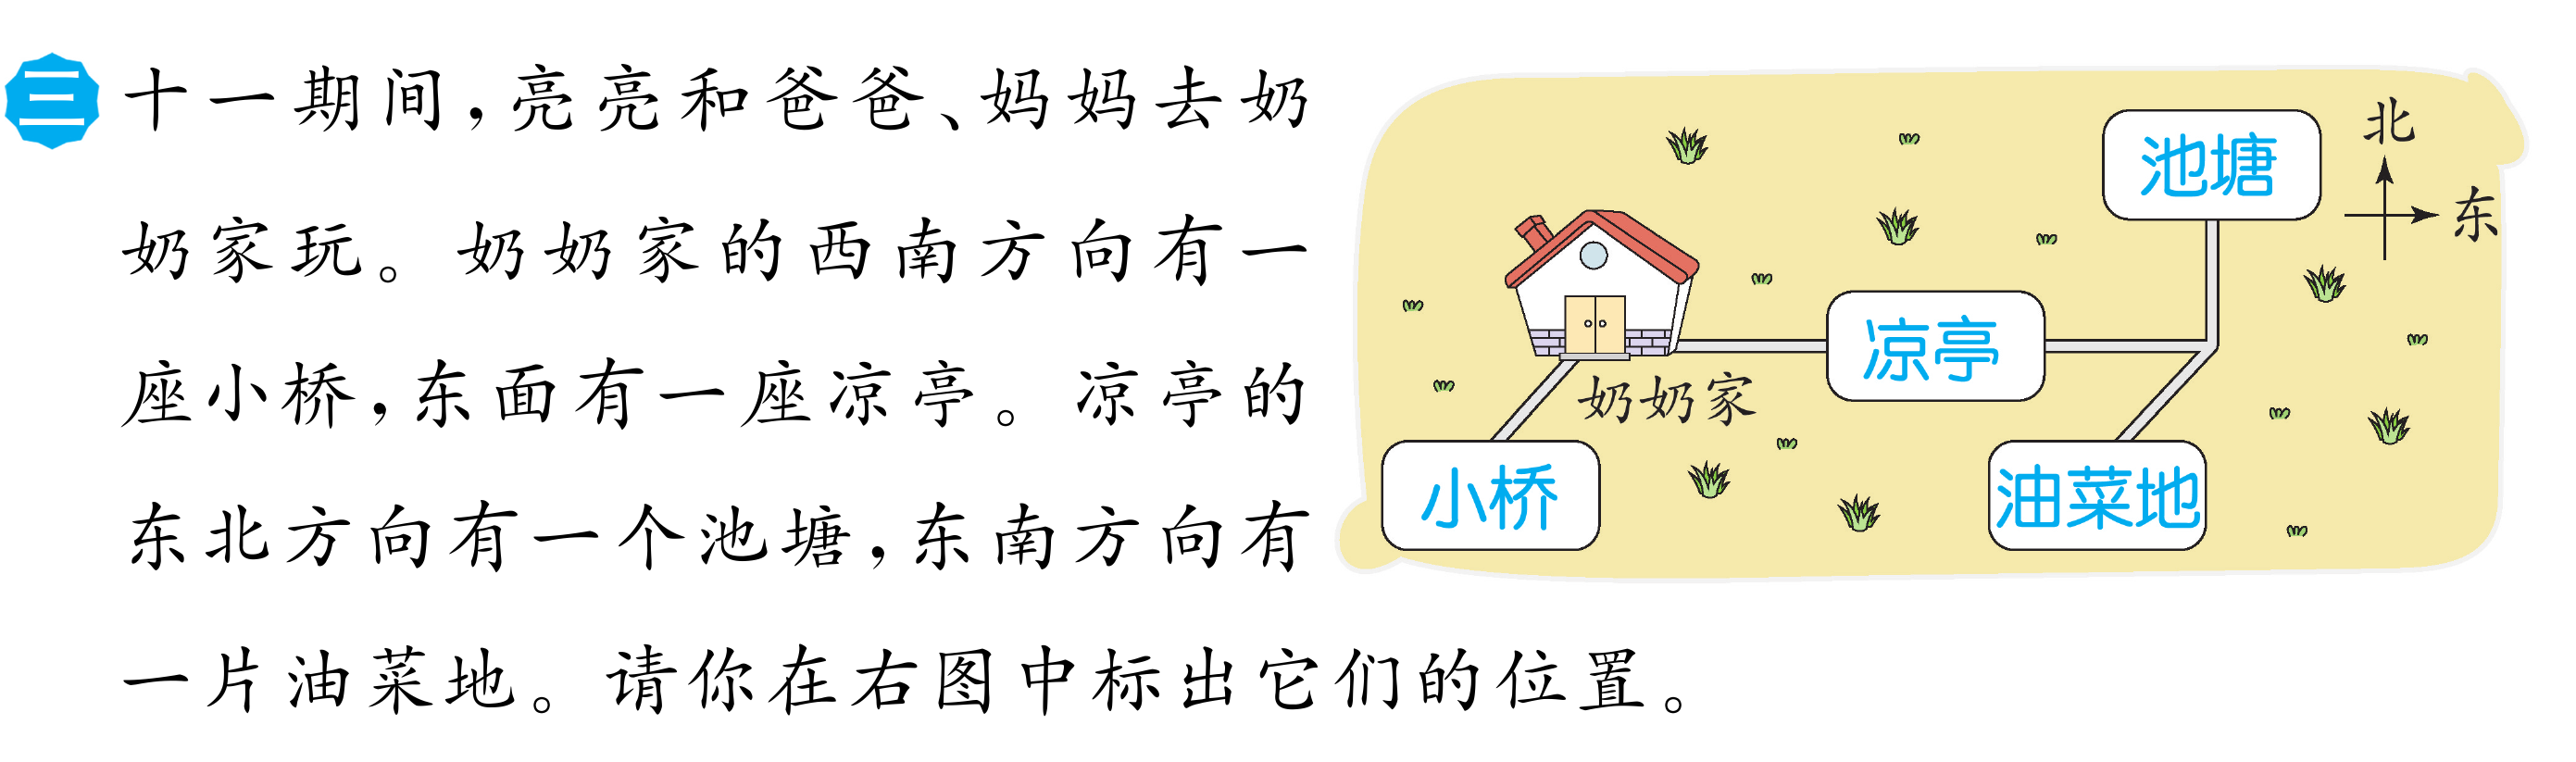 三 十一期间，亮亮和爸爸、妈妈去奶
奶家玩。奶奶家的西南方向有一
座小桥，东面有一座凉亭。凉亭的
东北方向有一个池塘，东南方向有
一片油菜地。请你在右图中标出它们的位置。
北
池塘
东
凉亭
奶奶家
小桥
油菜地